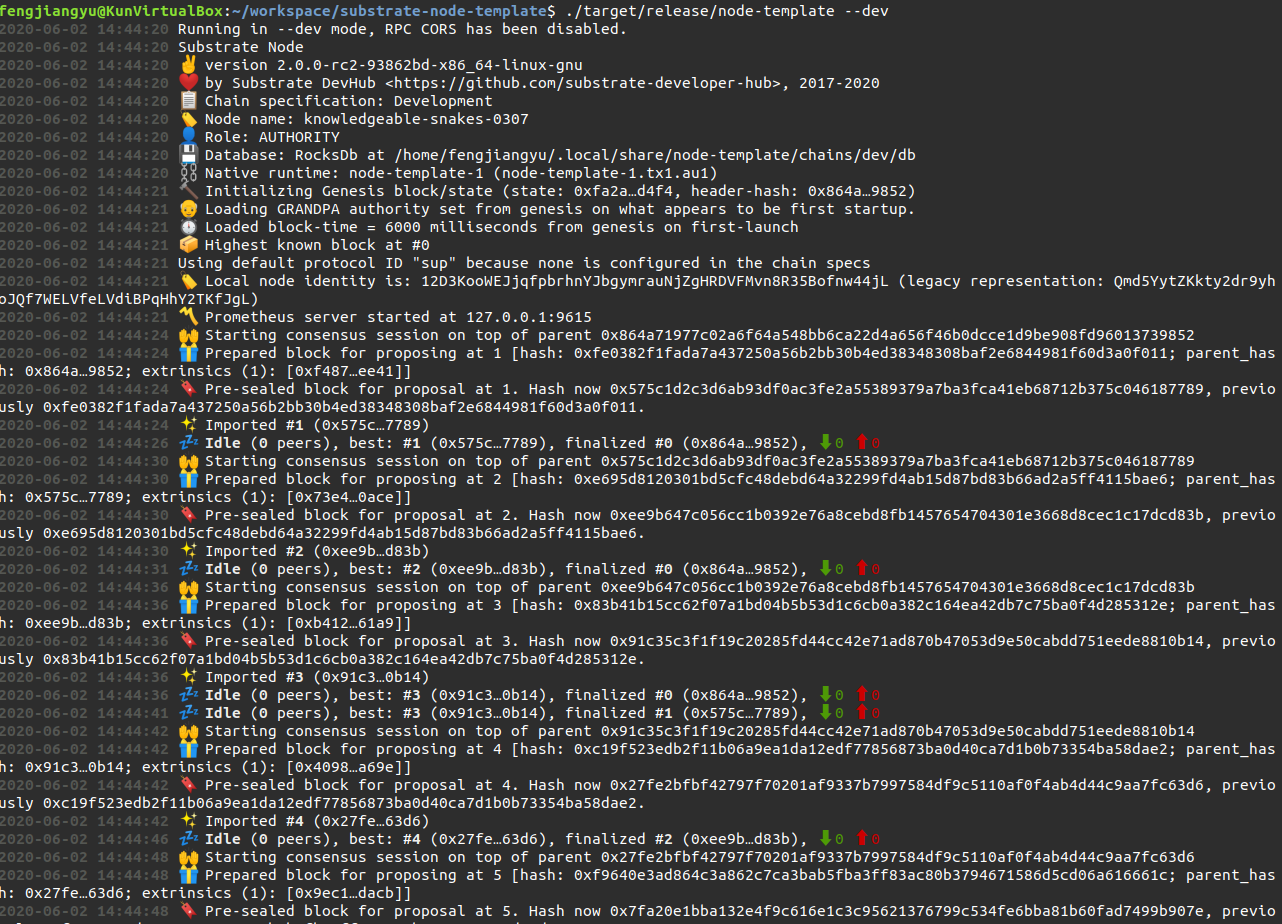 fengjiangyu@KunVirtualBox:~/workspace/substrate-node-template$ ./target/release/node-template --dev
2020-06-02 14:44:20 Running in --dev mode, RPC CORS has been disabled.
2020-06-02 14:44:20 Substrate Node
2020-06-02 14:44:20 ✌️ version 2.0.0-rc2-93862bd-x86_64-linux-gnu
2020-06-02 14:44:20 ❤️ by Substrate DevHub <https://github.com/substrate-developer-hub>, 2017-2020
2020-06-02 14:44:20 📋 Chain specification: Development
2020-06-02 14:44:20 🏷 Node name: knowledgeable-snakes-0307
2020-06-02 14:44:20 👤 Role: AUTHORITY
2020-06-02 14:44:20 💾 Database: RocksDb at /home/fengjiangyu/.local/share/node-template/chains/dev/db
2020-06-02 14:44:20 ⛓ Native runtime: node-template-1 (node-template-1.tx1.au1)
2020-06-02 14:44:21 🔨 Initializing Genesis block/state (state: 0xfa2a…d4f4, header-hash: 0x864a…9852)
2020-06-02 14:44:21 👴 Loading GRANDPA authority set from genesis on what appears to be first startup.
2020-06-02 14:44:21 ⏱ Loaded block-time = 6000 milliseconds from genesis on first-launch
2020-06-02 14:44:21 📦 Highest known block at #0
2020-06-02 14:44:21 Using default protocol ID "sup" because none is configured in the chain specs
2020-06-02 14:44:21 🏷 Local node identity is: 12D3KooWEJjqfpbrhnYJbgymrauNjZgHRDVFMvn8R35Bofnw44jL (legacy representation: Qmd5YytZKkty2dr9yh
oJQf7WELVfeLVdiBPqHhY2TKfJgL)
2020-06-02 14:44:21 〽️ Prometheus server started at 127.0.0.1:9615
2020-06-02 14:44:24 🙌 Starting consensus session on top of parent 0x864a71977c02a6f64a548bb6ca22d4a656f46b0dcce1d9be908fd96013739852
2020-06-02 14:44:24 🎁 Prepared block for proposing at 1 [hash: 0xfe0382f1fada7a437250a56b2bb30b4ed38348308baf2e6844981f60d3a0f011; parent_has
h: 0x864a…9852; extrinsics (1): [0xf487…ee41]]
2020-06-02 14:44:24 🔖 Pre-sealed block for proposal at 1. Hash now 0x575c1d2c3d6ab93df0ac3fe2a55389379a7ba3fca41eb68712b375c046187789, previo
usly 0xfe0382f1fada7a437250a56b2bb30b4ed38348308baf2e6844981f60d3a0f011.
2020-06-02 14:44:24 ✨ Imported #1 (0x575c…7789)
2020-06-02 14:44:26 💤 Idle (0 peers), best: #1 (0x575c…7789), finalized #0 (0x864a…9852), ⬇ 0 ⬆ 0
2020-06-02 14:44:30 🙌 Starting consensus session on top of parent 0x575c1d2c3d6ab93df0ac3fe2a55389379a7ba3fca41eb68712b375c046187789
2020-06-02 14:44:30 🎁 Prepared block for proposing at 2 [hash: 0xe695d8120301bd5cfc48debd64a32299fd4ab15d87bd83b66ad2a5ff4115bae6; parent_has
h: 0x575c…7789; extrinsics (1): [0x73e4…0ace]]
2020-06-02 14:44:30 🔖 Pre-sealed block for proposal at 2. Hash now 0xee9b647c056cc1b0392e76a8cebd8fb1457654704301e3668d8cec1c17dcd83b, previo
usly 0xe695d8120301bd5cfc48debd64a32299fd4ab15d87bd83b66ad2a5ff4115bae6.
2020-06-02 14:44:30 ✨ Imported #2 (0xee9b…d83b)
2020-06-02 14:44:31 💤 Idle (0 peers), best: #2 (0xee9b…d83b), finalized #0 (0x864a…9852), ⬇ 0 ⬆ 0
2020-06-02 14:44:36 🙌 Starting consensus session on top of parent 0xee9b647c056cc1b0392e76a8cebd8fb1457654704301e3668d8cec1c17dcd83b
2020-06-02 14:44:36 🎁 Prepared block for proposing at 3 [hash: 0x83b41b15cc62f07a1bd04b5b53d1c6cb0a382c164ea42db7c75ba0f4d285312e; parent_has
h: 0xee9b…d83b; extrinsics (1): [0xb412…61a9]]
2020-06-02 14:44:36 🔖 Pre-sealed block for proposal at 3. Hash now 0x91c35c3f1f19c20285fd44cc42e71ad870b47053d9e50cabdd751eede8810b14, previo
usly 0x83b41b15cc62f07a1bd04b5b53d1c6cb0a382c164ea42db7c75ba0f4d285312e.
2020-06-02 14:44:36 ✨ Imported #3 (0x91c3…0b14)
2020-06-02 14:44:36 💤 Idle (0 peers), best: #3 (0x91c3…0b14), finalized #0 (0x864a…9852), ⬇ 0 ⬆ 0
2020-06-02 14:44:41 💤 Idle (0 peers), best: #3 (0x91c3…0b14), finalized #1 (0x575c…7789), ⬇ 0 ⬆ 0
2020-06-02 14:44:42 🙌 Starting consensus session on top of parent 0x91c35c3f1f19c20285fd44cc42e71ad870b47053d9e50cabdd751eede8810b14
2020-06-02 14:44:42 🎁 Prepared block for proposing at 4 [hash: 0xc19f523edb2f11b06a9ea1da12edf77856873ba0d40ca7d1b0b73354ba58dae2; parent_has
h: 0x91c3…0b14; extrinsics (1): [0x4098…a69e]]
2020-06-02 14:44:42 🔖 Pre-sealed block for proposal at 4. Hash now 0x27fe2bfbf42797f70201af9337b7997584df9c5110af0f4ab4d44c9aa7fc63d6, previo
usly 0xc19f523edb2f11b06a9ea1da12edf77856873ba0d40ca7d1b0b73354ba58dae2.
2020-06-02 14:44:42 ✨ Imported #4 (0x27fe…63d6)
2020-06-02 14:44:46 💤 Idle (0 peers), best: #4 (0x27fe…63d6), finalized #2 (0xee9b…d83b), ⬇ 0 ⬆ 0
2020-06-02 14:44:48 🙌 Starting consensus session on top of parent 0x27fe2bfbf42797f70201af9337b7997584df9c5110af0f4ab4d44c9aa7fc63d6
2020-06-02 14:44:48 🎁 Prepared block for proposing at 5 [hash: 0xf9640e3ad864c3a862c7ca3bab5fba3ff83ac80b3794671586d5cd06a616661c; parent_has
h: 0x27fe…63d6; extrinsics (1): [0x9ec1…dacb]]
2020-06-02 14:44:48 🔖 Pre-sealed block for proposal at 5. Hash now 0x7fa20e1bba132e4f9c616e1c3c95621376799c534fe6bba81b60fad7499b907e, previo